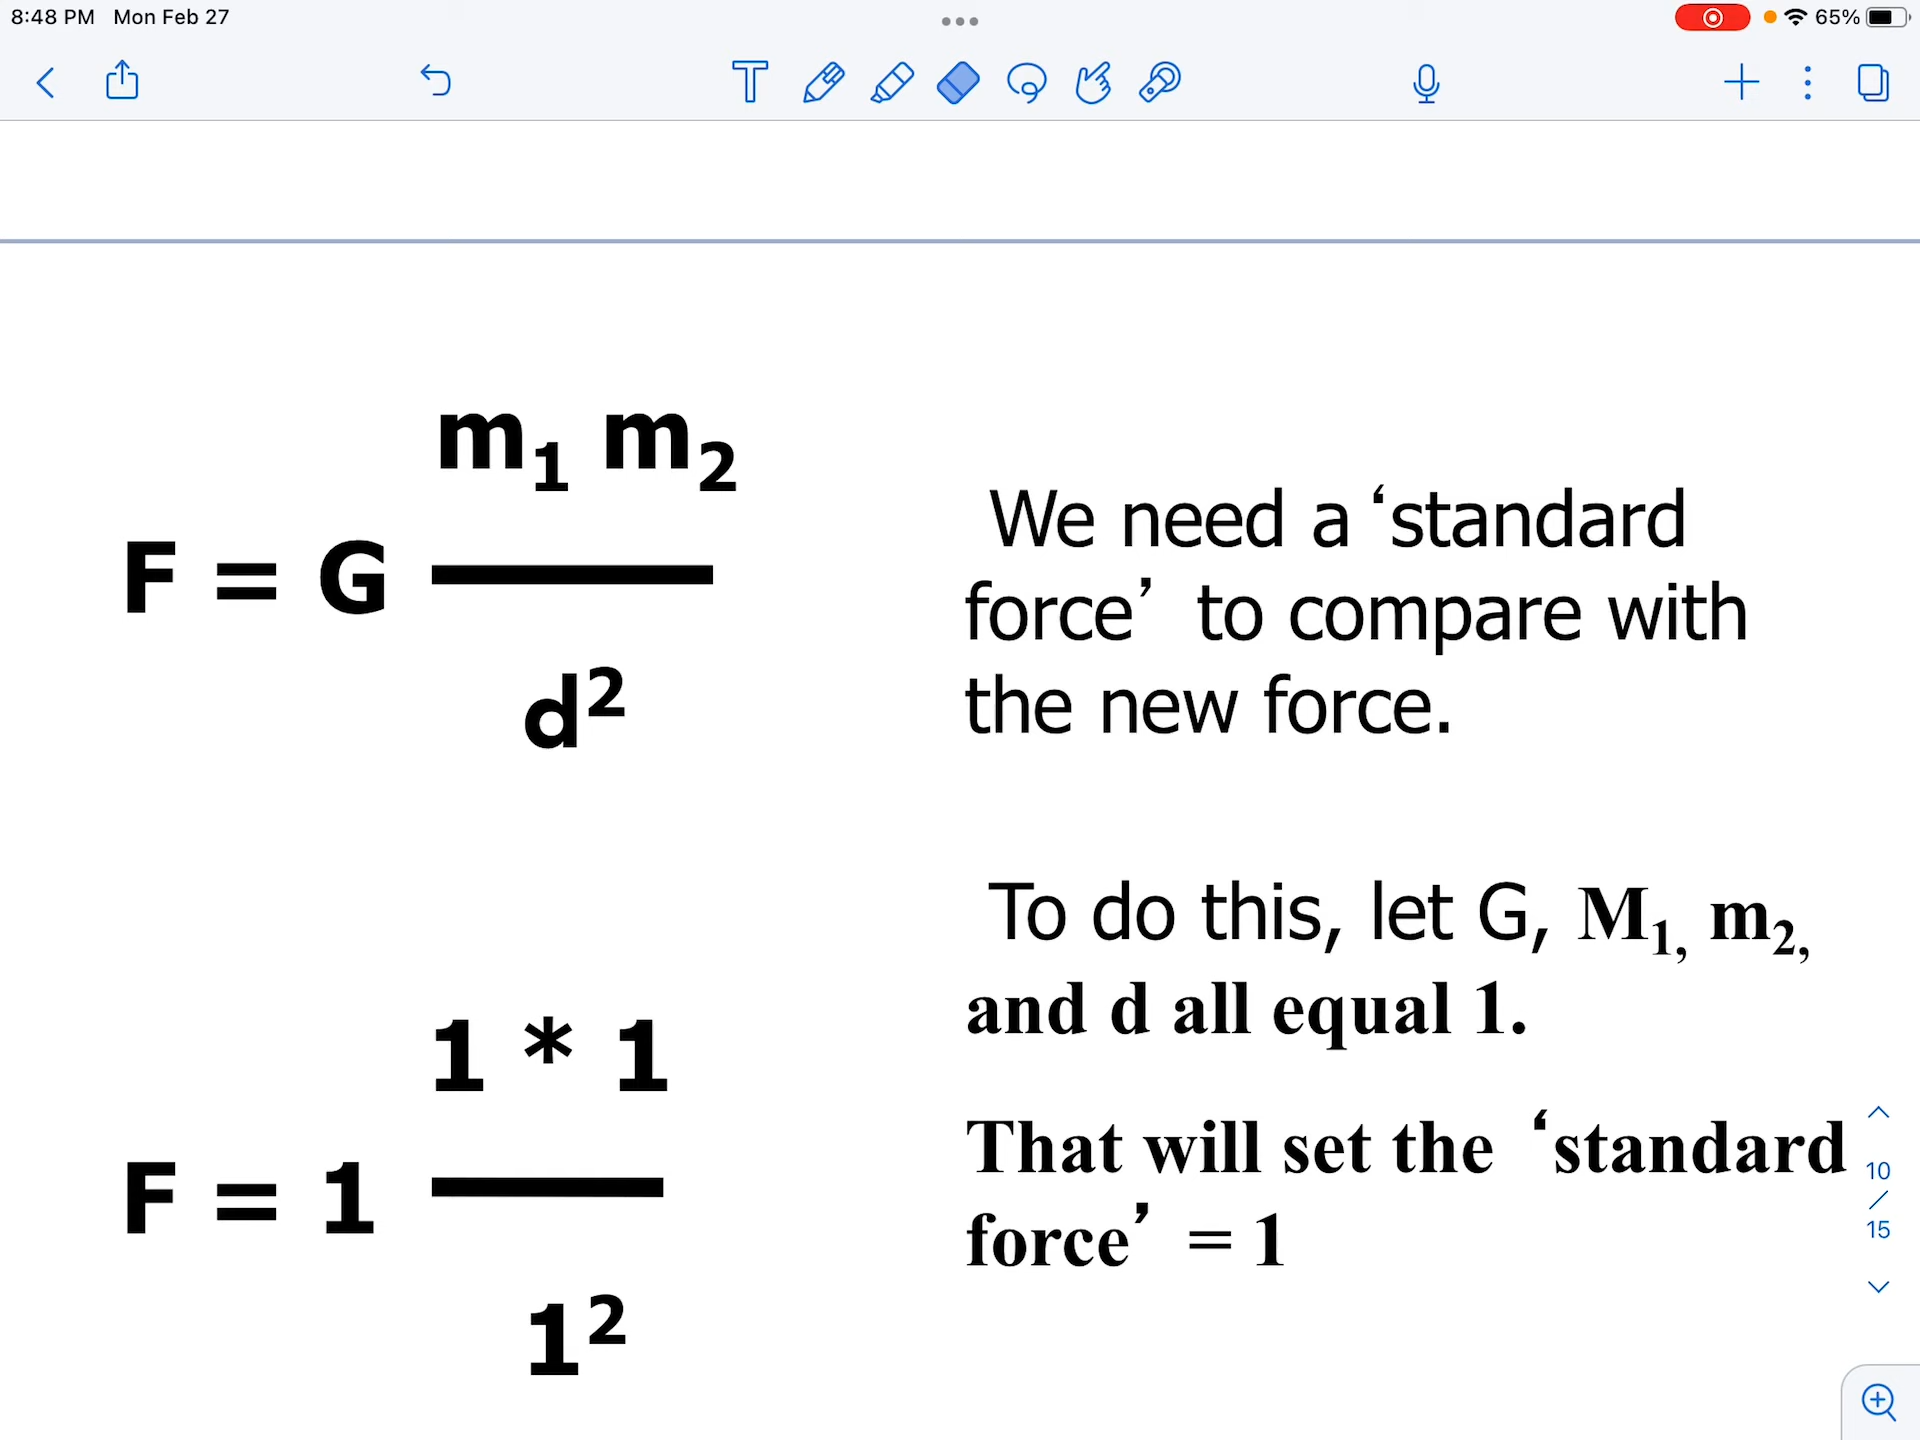 8:48 PM Mon Feb 27
65%
m₁ m₂
F = G
d²
We need a ‘standard
force’ to compare with
the new force.
To do this, let G, M₁, m₂,
and d all equal 1.
1 * 1
F = 1
1²
That will set the ‘standard
force’ = 1
10
/
15